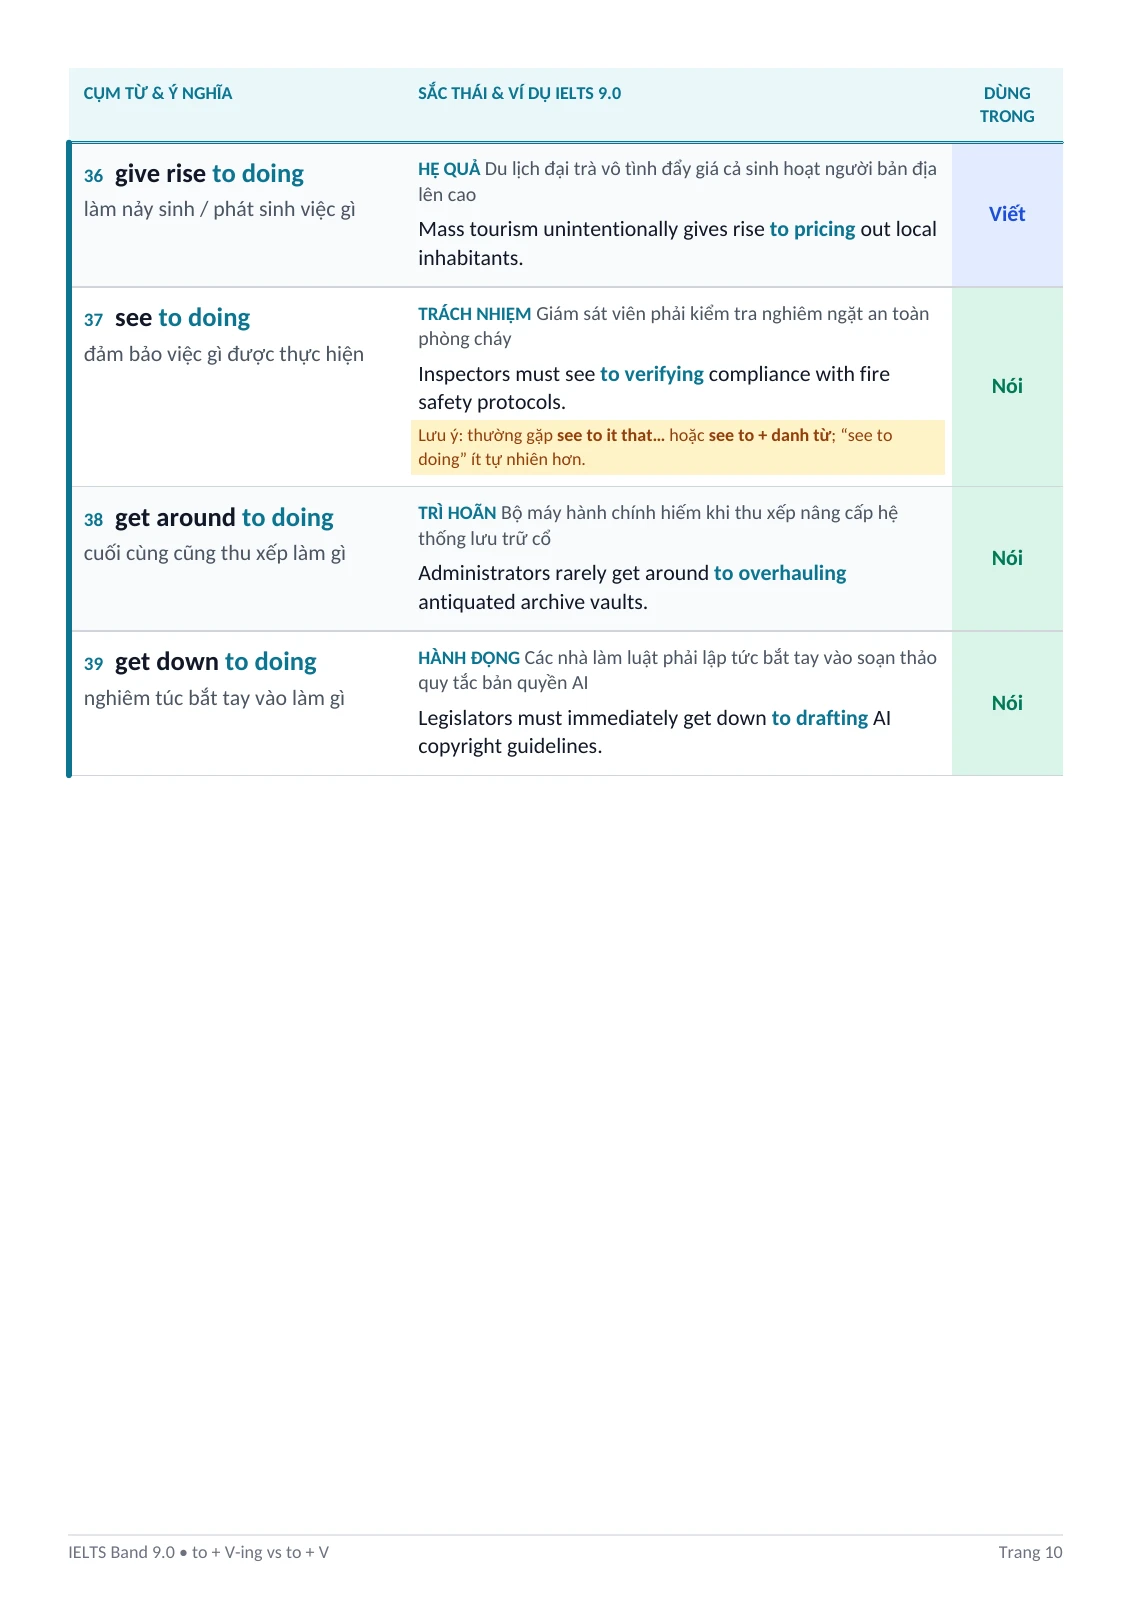 CỤM TỪ & Ý NGHĨA
SẮC THÁI & VÍ DỤ IELTS 9.0
DÙNG
TRONG
36 give rise to doing
làm nảy sinh / phát sinh việc gì
HỆ QUẢ Du lịch đại trà vô tình đẩy giá cả sinh hoạt người bản địa
lên cao
Mass tourism unintentionally gives rise to pricing out local
inhabitants.
Viết
37 see to doing
đảm bảo việc gì được thực hiện
TRÁCH NHIỆM Giám sát viên phải kiểm tra nghiêm ngặt an toàn
phòng cháy
Inspectors must see to verifying compliance with fire
safety protocols.
Lưu ý: thường gặp see to it that… hoặc see to + danh từ; “see to
doing” ít tự nhiên hơn.
Nói
38 get around to doing
cuối cùng cũng thu xếp làm gì
TRÌ HOÃN Bộ máy hành chính hiếm khi thu xếp nâng cấp hệ
thống lưu trữ cổ
Administrators rarely get around to overhauling
antiquated archive vaults.
Nói
39 get down to doing
nghiêm túc bắt tay vào làm gì
HÀNH ĐỘNG Các nhà làm luật phải lập tức bắt tay vào soạn thảo
quy tắc bản quyền AI
Legislators must immediately get down to drafting AI
copyright guidelines.
Nói
IELTS Band 9.0 • to + V-ing vs to + V
Trang 10